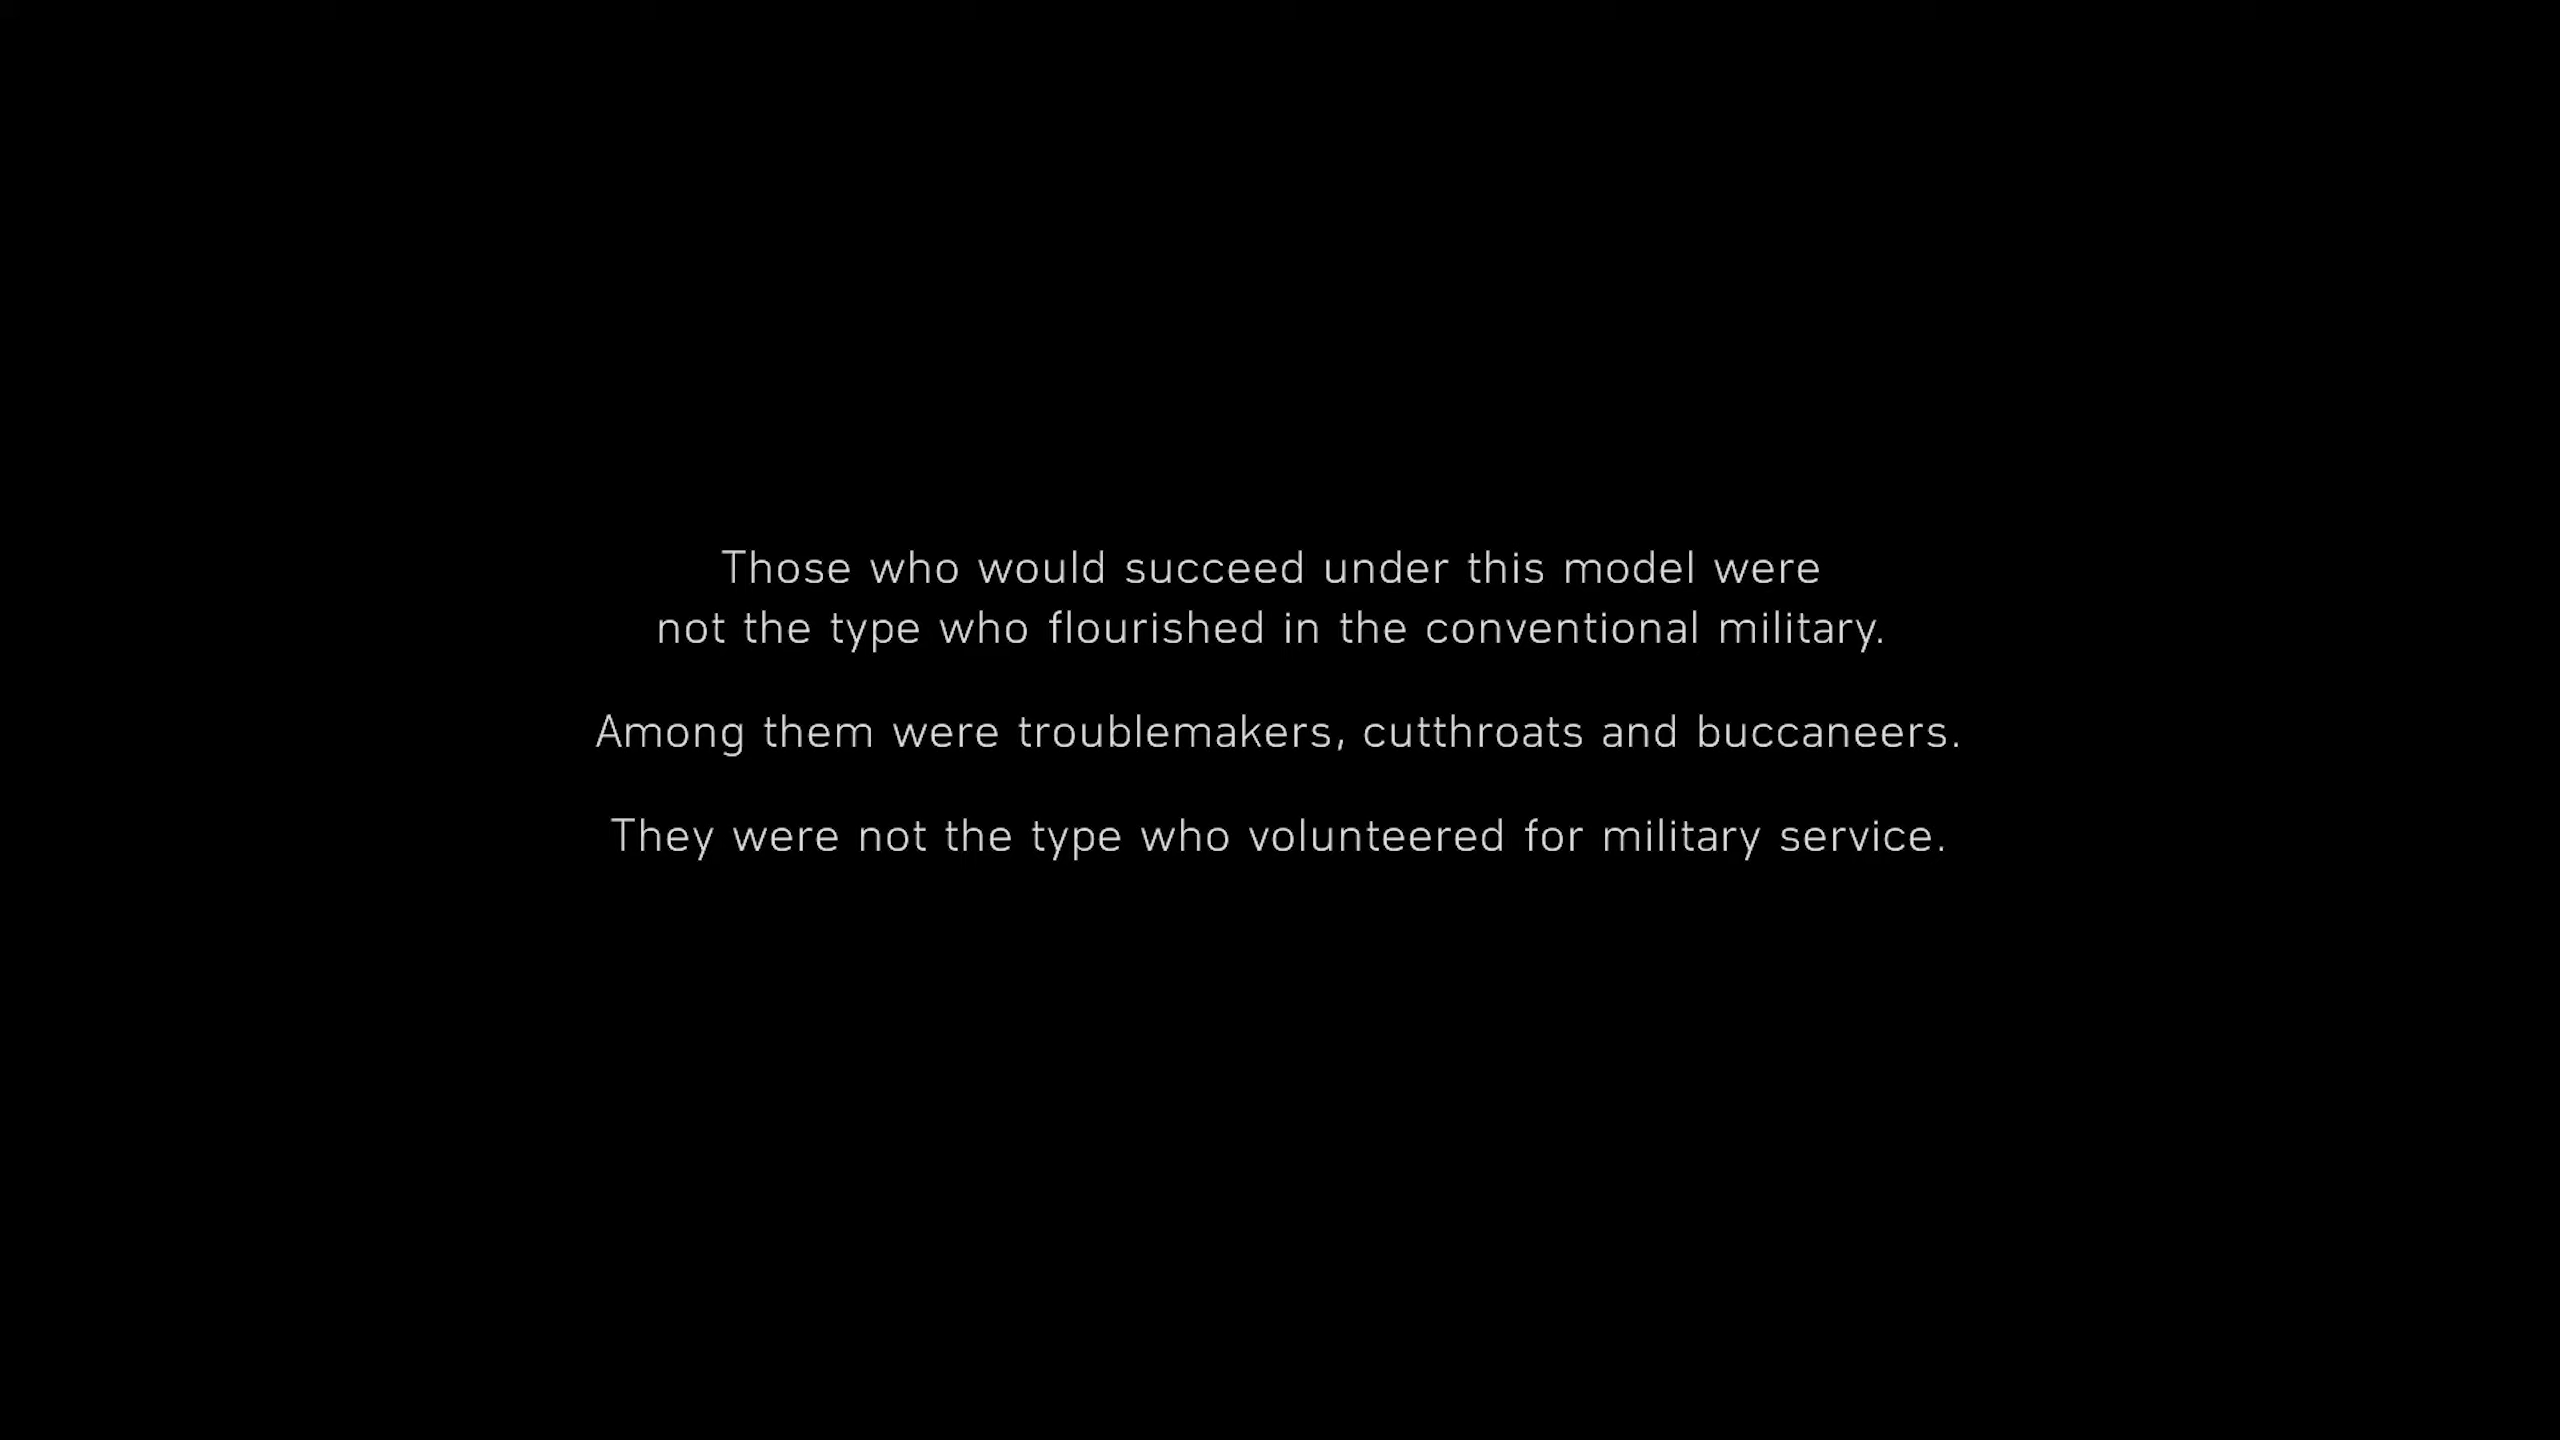 Those who would succeed under this model were
not the type who flourished in the conventional military.
Among them were troublemakers, cutthroats and buccaneers.
They were not the type who volunteered for military service.